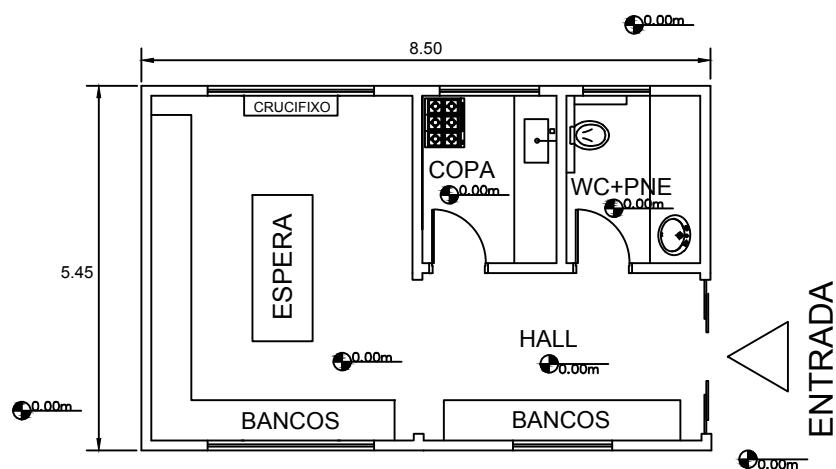 0.00m
8.50
CRUCIFIXO
COPA
0.00m
WC+PNE
0.00m
ESPERA
5.45
ENTRADA
HALL
0.00m
0.00m
0.00m
BANCOS
BANCOS
0.00m